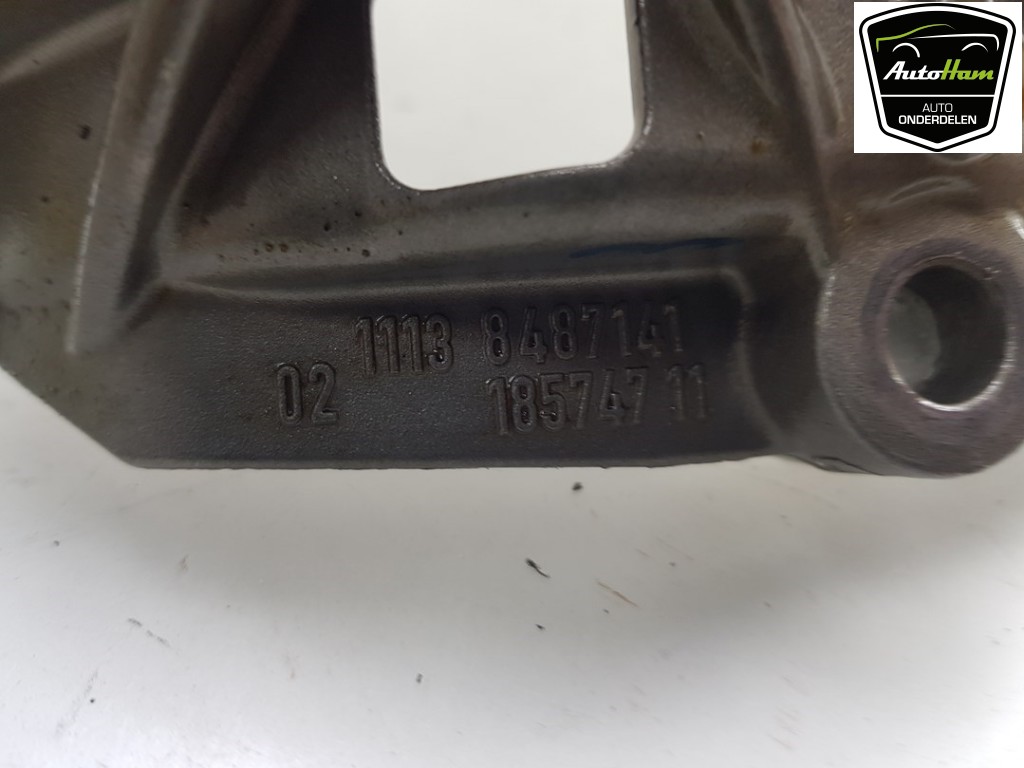 AutoHam
AUTO
ONDERDELEN
1113 8487141
02 185747 11